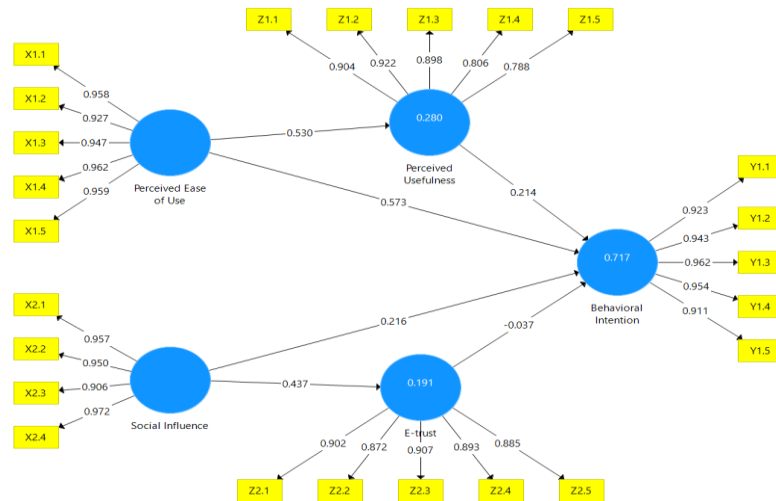 Z1.1
Z1.2
Z1.3
Z1.4
Z1.5
0.904
0.922
0.898
0.806
0.788
X1.1
X1.2
X1.3
X1.4
X1.5
0.958
0.927
0.947
0.962
0.959
Perceived Ease
of Use
0.530
0.280
Perceived
Usefulness
0.573
0.214
0.717
Behavioral
Intention
Y1.1
Y1.2
Y1.3
Y1.4
Y1.5
0.923
0.943
0.962
0.954
0.911
X2.1
X2.2
X2.3
X2.4
0.957
0.950
0.906
0.972
Social Influence
0.216
0.437
-0.037
0.191
E-trust
0.902
0.872
0.907
0.893
0.885
Z2.1
Z2.2
Z2.3
Z2.4
Z2.5